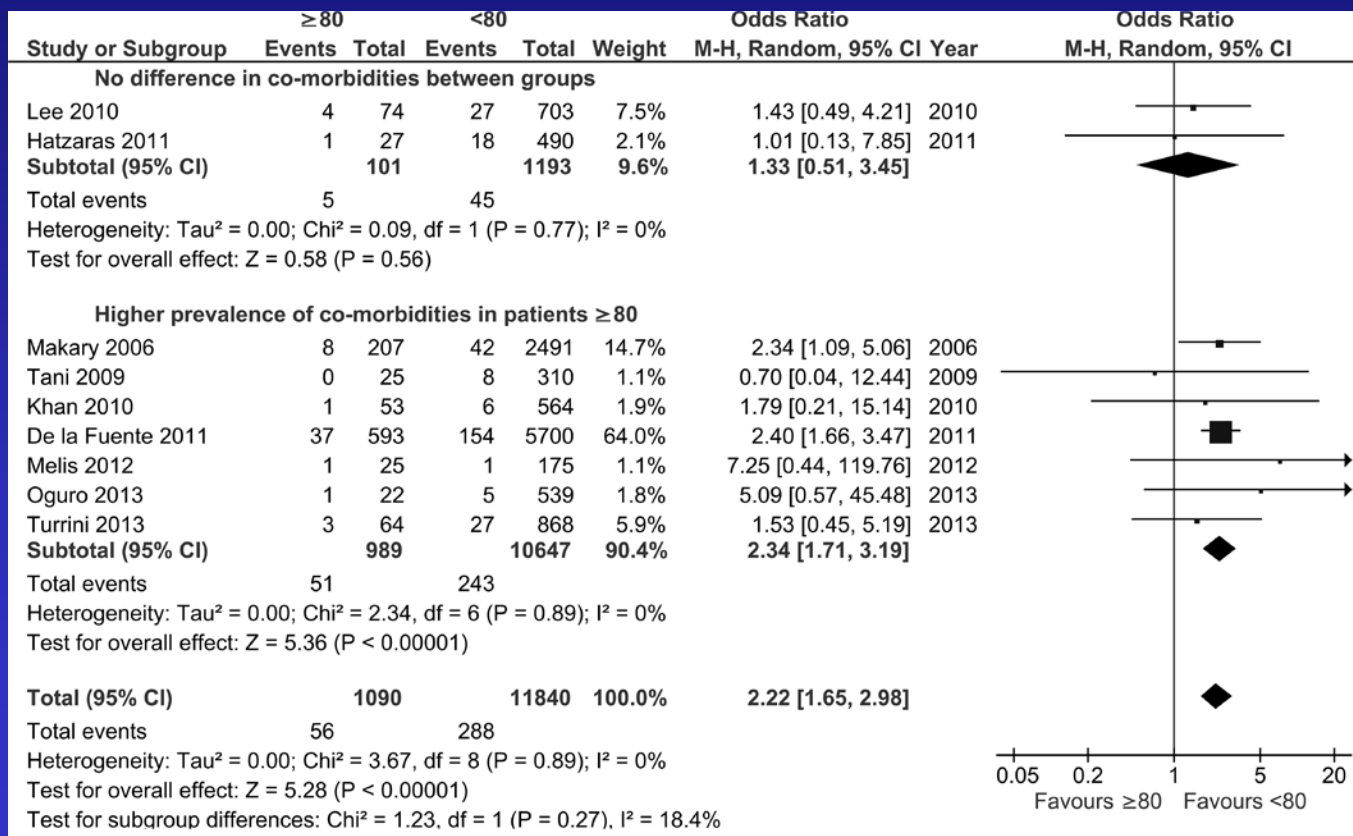 ≥80 <80 Odds Ratio Odds Ratio
Study or Subgroup Events Total Events Total Weight M-H, Random, 95% CI Year M-H, Random, 95% CI
No difference in co-morbidities between groups
Lee 2010 4 74 27 703 7.5% 1.43 [0.49, 4.21] 2010
Hatzaras 2011 1 27 18 490 2.1% 1.01 [0.13, 7.85] 2011
Subtotal (95% CI) 101 1193 9.6% 1.33 [0.51, 3.45]
Total events 5 45
Heterogeneity: Tau² = 0.00; Chi² = 0.09, df = 1 (P = 0.77); I² = 0%
Test for overall effect: Z = 0.58 (P = 0.56)
Higher prevalence of co-morbidities in patients ≥80
Makary 2006 8 207 42 2491 14.7% 2.34 [1.09, 5.06] 2006
Tani 2009 0 25 8 310 1.1% 0.70 [0.04, 12.44] 2009
Khan 2010 1 53 6 564 1.9% 1.79 [0.21, 15.14] 2010
De la Fuente 2011 37 593 154 5700 64.0% 2.40 [1.66, 3.47] 2011
Melis 2012 1 25 1 175 1.1% 7.25 [0.44, 119.76] 2012
Oguro 2013 1 22 5 539 1.8% 5.09 [0.57, 45.48] 2013
Turrini 2013 3 64 27 868 5.9% 1.53 [0.45, 5.19] 2013
Subtotal (95% CI) 989 10647 90.4% 2.34 [1.71, 3.19]
Total events 51 243
Heterogeneity: Tau² = 0.00; Chi² = 2.34, df = 6 (P = 0.89); I² = 0%
Test for overall effect: Z = 5.36 (P < 0.00001)
Total (95% CI) 1090 11840 100.0% 2.22 [1.65, 2.98]
Total events 56 288
Heterogeneity: Tau² = 0.00; Chi² = 3.67, df = 8 (P = 0.89); I² = 0%
Test for overall effect: Z = 5.28 (P < 0.00001)
Test for subgroup differences: Chi² = 1.23, df = 1 (P = 0.27), I² = 18.4%
0.05 0.2 1 5 20
Favours ≥80 Favours <80